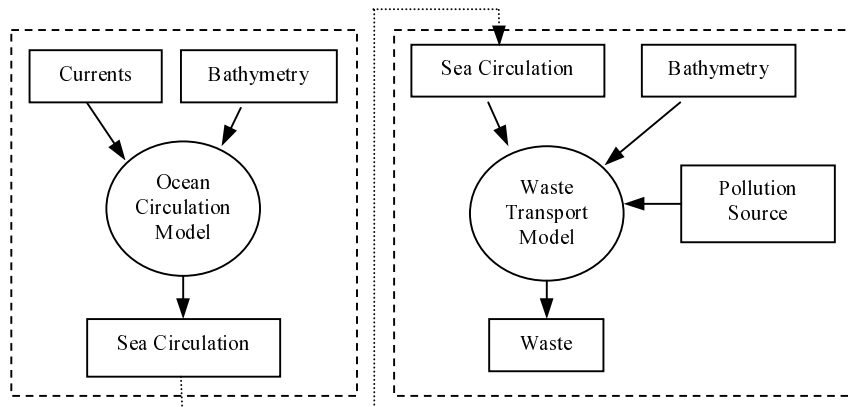 Currents
Bathymetry
Ocean
Circulation
Model
Sea Circulation
Sea Circulation
Bathymetry
Waste
Transport
Model
Pollution
Source
Waste